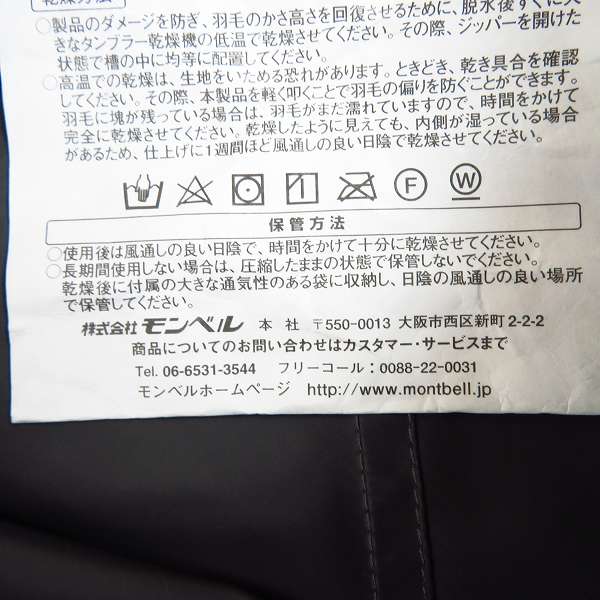 乾燥方法
○製品のダメージを防ぎ、羽毛のかさ高さを回復させるために、脱水後すぐに大
きなタンブラー乾燥機の低温で乾燥させてください。その際、ジッパーを開けた
状態で槽の中に均等に配置してください。
○高温での乾燥は、生地をいためる恐れがあります。ときどき、乾き具合を確認
してください。その際、本製品を軽く叩くことで羽毛の偏りを防ぐことができます。
羽毛に塊が残っている場合は、羽毛がまだ濡れていますので、時間をかけて
完全に乾燥させてください。乾燥したように見えても、内側が湿っている場合
があるため、仕上げに1週間ほど風通しの良い日陰で乾燥させてください。
F W
保管方法
○使用後は風通しの良い日陰で、時間をかけて十分に乾燥させてください。
○長期間使用しない場合は、圧縮したままの状態で保管しないでください。
乾燥後に付属の大きな通気性のある袋に収納し、日陰の風通しの良い場所
で保管してください。
株式会社 モンベル 本 社 〒550-0013 大阪市西区新町2-2-2
商品についてのお問い合わせはカスタマー・サービスまで
Tel. 06-6531-3544 フリーコール:0088-22-0031
モンベルホームページ http://www.montbell.jp